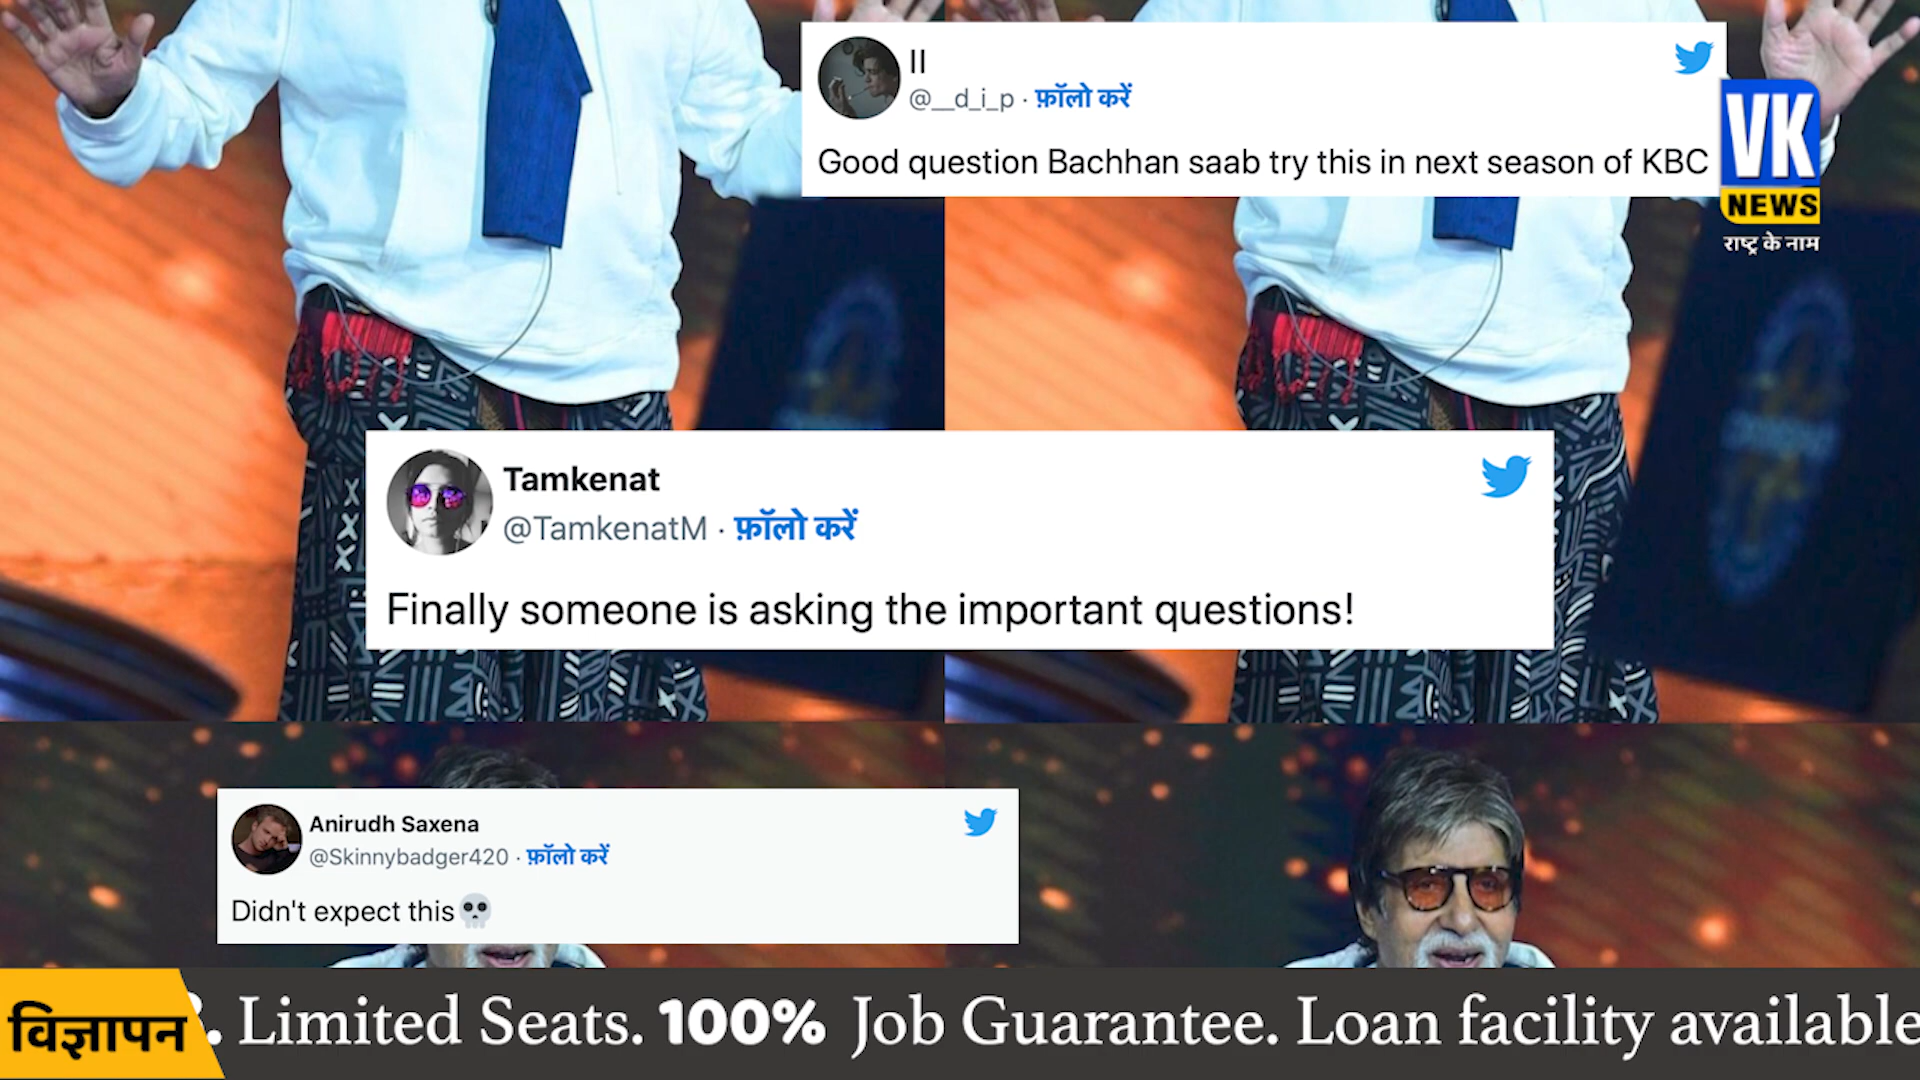 II
@__d_i_p · फ़ॉलो करें
Good question Bachhan saab try this in next season of KBC
VK
NEWS
राष्ट्र के नाम
Tamkenat
@TamkenatM · फ़ॉलो करें
Finally someone is asking the important questions!
Anirudh Saxena
@Skinnybadger420 · फ़ॉलो करें
Didn't expect this💀
विज्ञापन
. Limited Seats. 100% Job Guarantee. Loan facility available